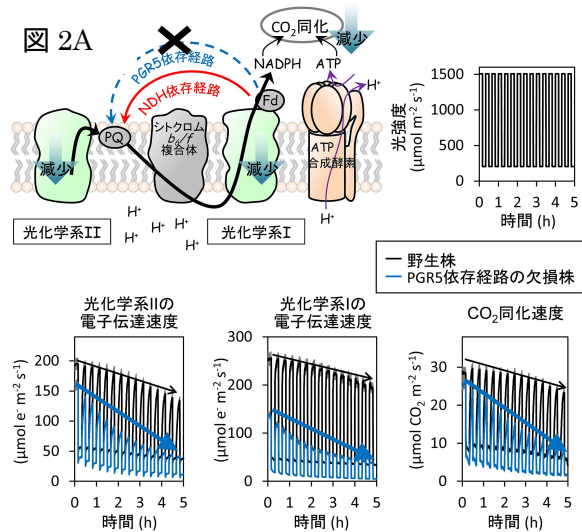 図 2A
CO2同化
減少
NADPH
ATP
PGR5依存経路
NDH依存経路
H+
Fd
PQ
シトクロム
b6/f
複合体
減少
減少
ATP
合成酵素
H+
H+
H+
H+
H+
H+
光化学系II
光化学系I
光強度
(μmol m-2 s-1)
1500
1000
500
0
0 1 2 3 4 5
時間 (h)
野生株
PGR5依存経路の欠損株
光化学系IIの
電子伝達速度
(μmol e- m-2 s-1)
200
150
100
50
0
0 1 2 3 4 5
時間 (h)
光化学系Iの
電子伝達速度
(μmol e- m-2 s-1)
300
200
100
0
0 1 2 3 4 5
時間 (h)
CO2同化速度
(μmol CO2 m-2 s-1)
30
20
10
0
0 1 2 3 4 5
時間 (h)